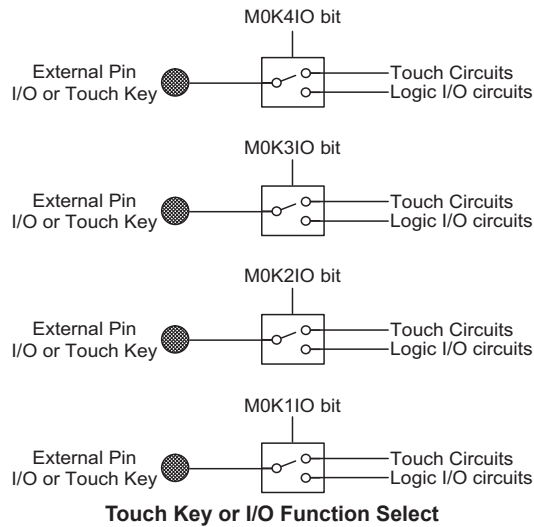 M0K4IO bit
External Pin
I/O or Touch Key
Touch Circuits
Logic I/O circuits
M0K3IO bit
External Pin
I/O or Touch Key
Touch Circuits
Logic I/O circuits
M0K2IO bit
External Pin
I/O or Touch Key
Touch Circuits
Logic I/O circuits
M0K1IO bit
External Pin
I/O or Touch Key
Touch Circuits
Logic I/O circuits
Touch Key or I/O Function Select